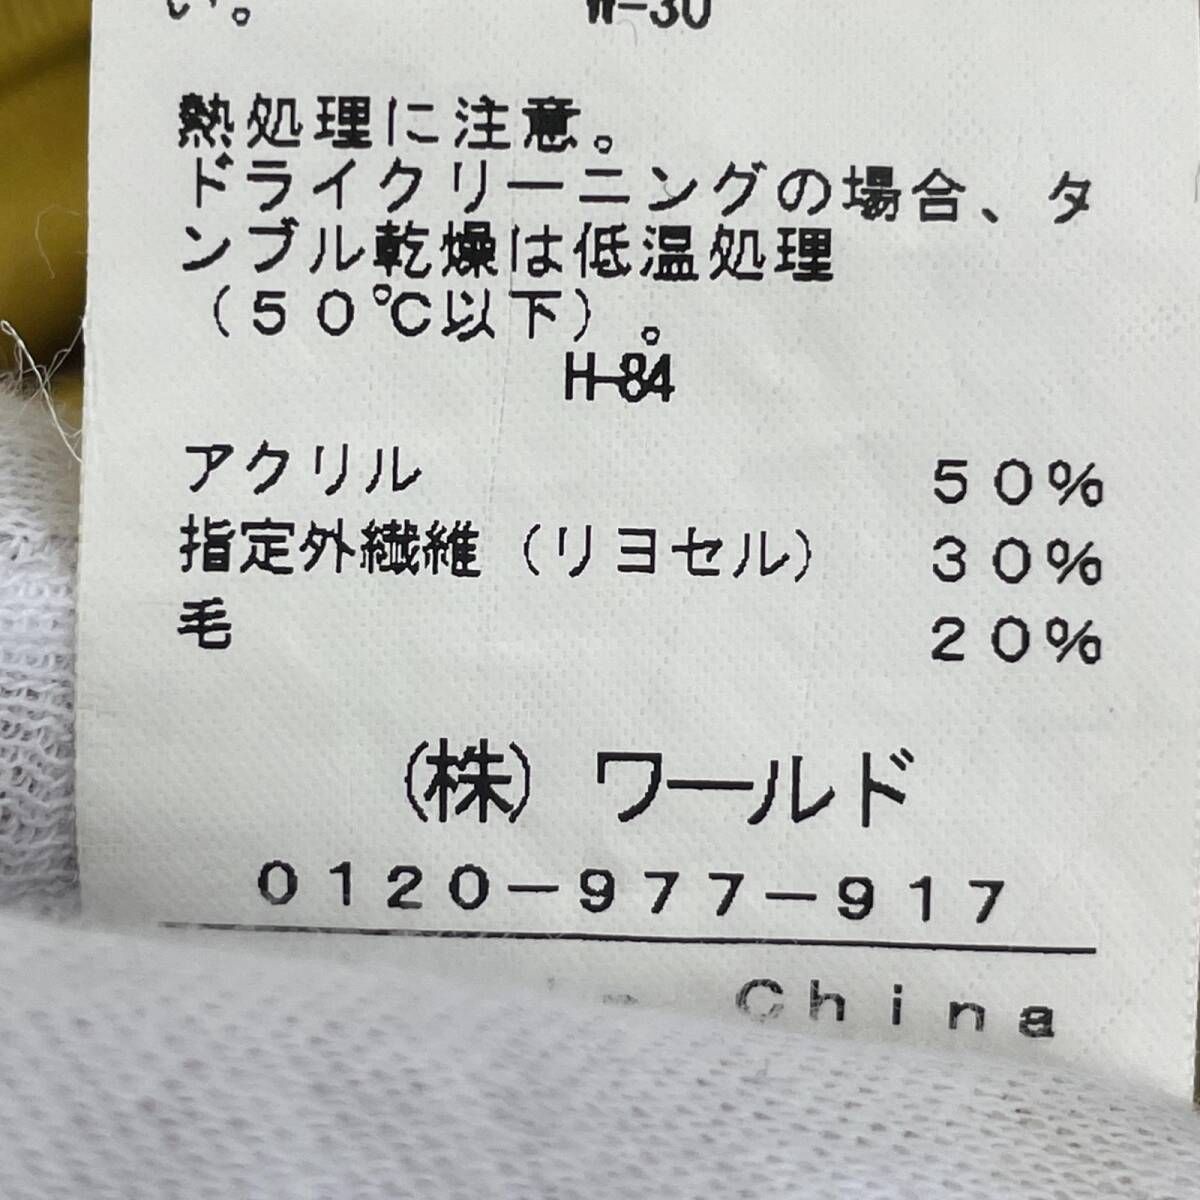 い。 W-30
熱処理に注意。
ドライクリーニングの場合、タ
ンブル乾燥は低温処理
（５０℃以下）。
H-84
アクリル ５０％
指定外繊維（リヨセル） ３０％
毛 ２０％
(株) ワールド
０１２０－９７７－９１７
Ｃｈｉｎａ